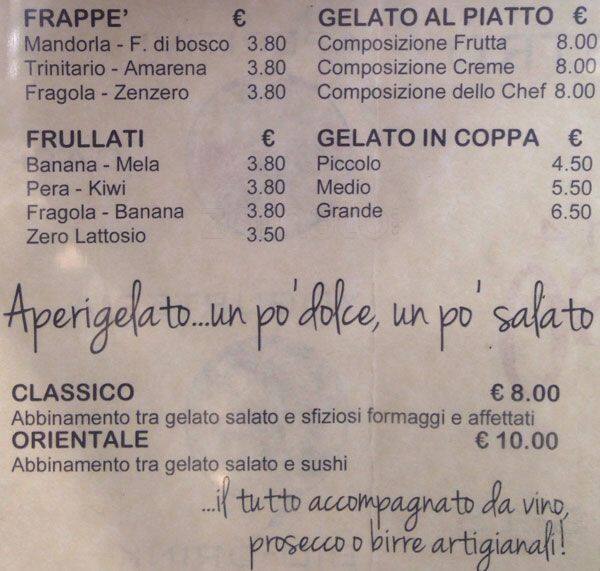 FRAPPE' €
Mandorla - F. di bosco 3.80
Trinitario - Amarena 3.80
Fragola - Zenzero 3.80
FRULLATI €
Banana - Mela 3.80
Pera - Kiwi 3.80
Fragola - Banana 3.80
Zero Lattosio 3.50
GELATO AL PIATTO €
Composizione Frutta 8.00
Composizione Creme 8.00
Composizione dello Chef 8.00
GELATO IN COPPA €
Piccolo 4.50
Medio 5.50
Grande 6.50
Aperigelato...un po' dolce, un po' salato
CLASSICO € 8.00
Abbinamento tra gelato salato e sfiziosi formaggi e affettati
ORIENTALE € 10.00
Abbinamento tra gelato salato e sushi
...il tutto accompagnato da vino,
prosecco o birre artigianali!